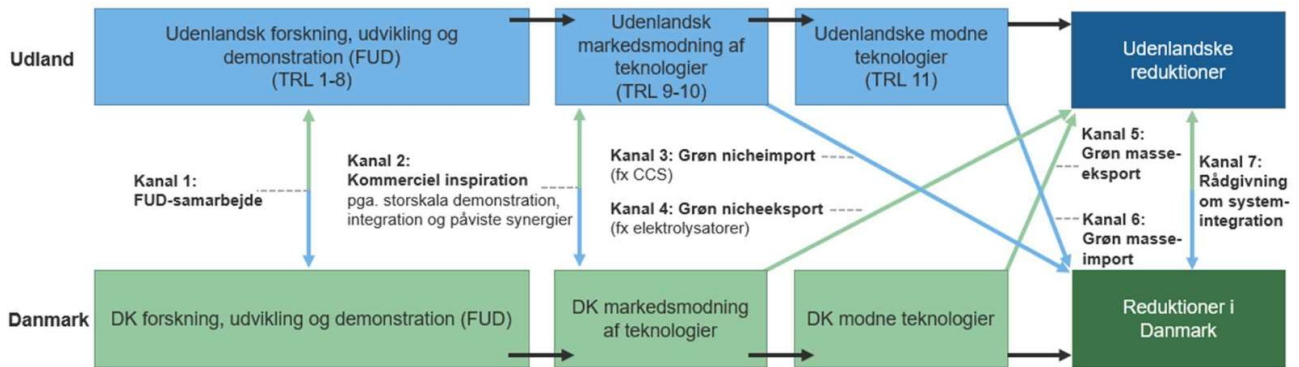 Udland
Udenlandsk forskning, udvikling og
demonstration (FUD)
(TRL 1-8)
Udenlandsk
markedsmodning af
teknologier
(TRL 9-10)
Udenlandske modne
teknologier
(TRL 11)
Udenlandske
reduktioner
Kanal 1:
FUD-samarbejde
Kanal 2:
Kommerciel inspiration
pga. storskala demonstration,
integration og påviste synergier
Kanal 3: Grøn nicheimport
(fx CCS)
Kanal 4: Grøn nicheeksport
(fx elektrolysatorer)
Kanal 5:
Grøn masse-
eksport
Kanal 6:
Grøn masse-
import
Kanal 7:
Rådgivning
om system-
integration
Danmark
DK forskning, udvikling og demonstration (FUD)
DK markedsmodning
af teknologier
DK modne teknologier
Reduktioner i
Danmark